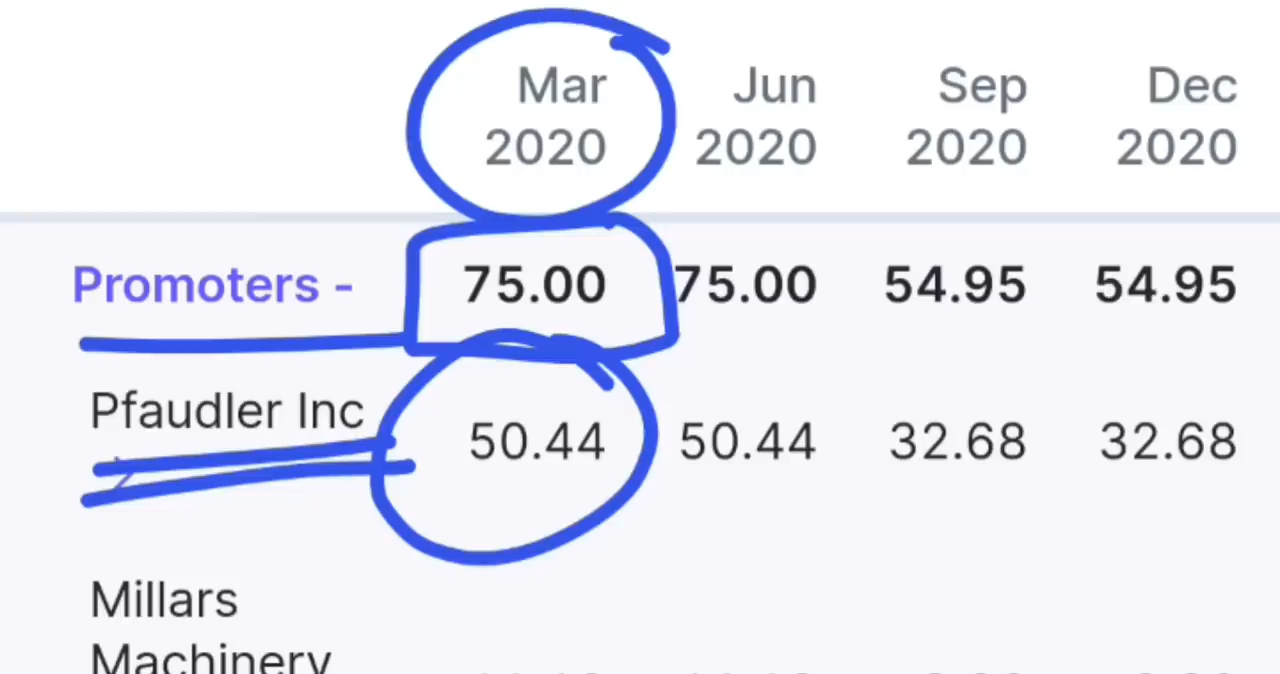 Mar Jun Sep Dec
2020 2020 2020 2020
Promoters - 75.00 75.00 54.95 54.95
Pfaudler Inc 50.44 50.44 32.68 32.68
Millars
Machinery